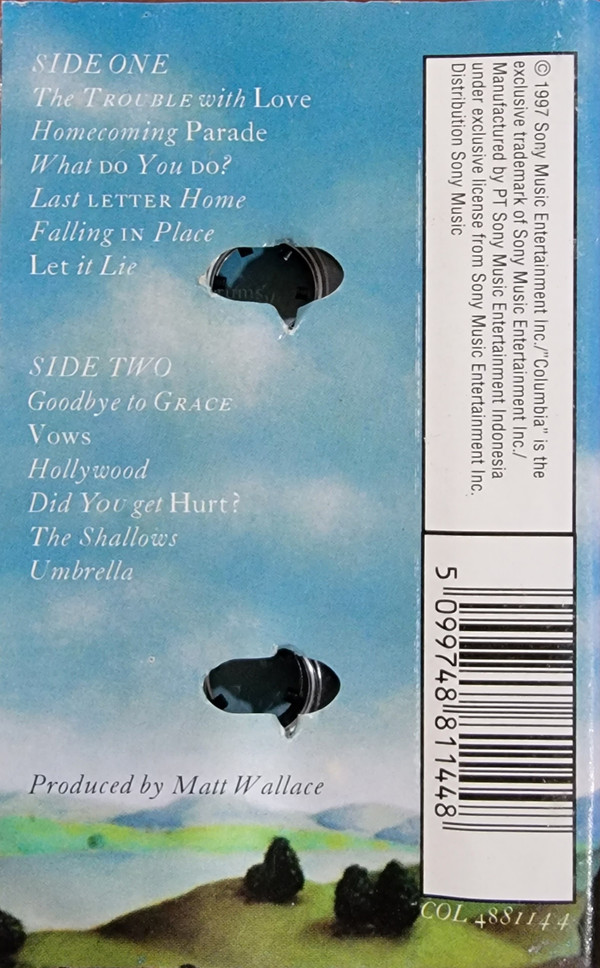 SIDE ONE
The TROUBLE with Love
Homecoming Parade
What DO You DO?
Last LETTER Home
Falling IN Place
Let it Lie
SIDE TWO
Goodbye to GRACE
Vows
Hollywood
Did You get Hurt?
The Shallows
Umbrella
Produced by Matt Wallace
© 1997 Sony Music Entertainment Inc./"Columbia" is the
exclusive trademark of Sony Music Entertainment Inc./
Manufactured by PT Sony Music Entertainment Indonesia
under exclusive license from Sony Music Entertainment Inc.
Distribution Sony Music
5 099748 811448
COL 4881144